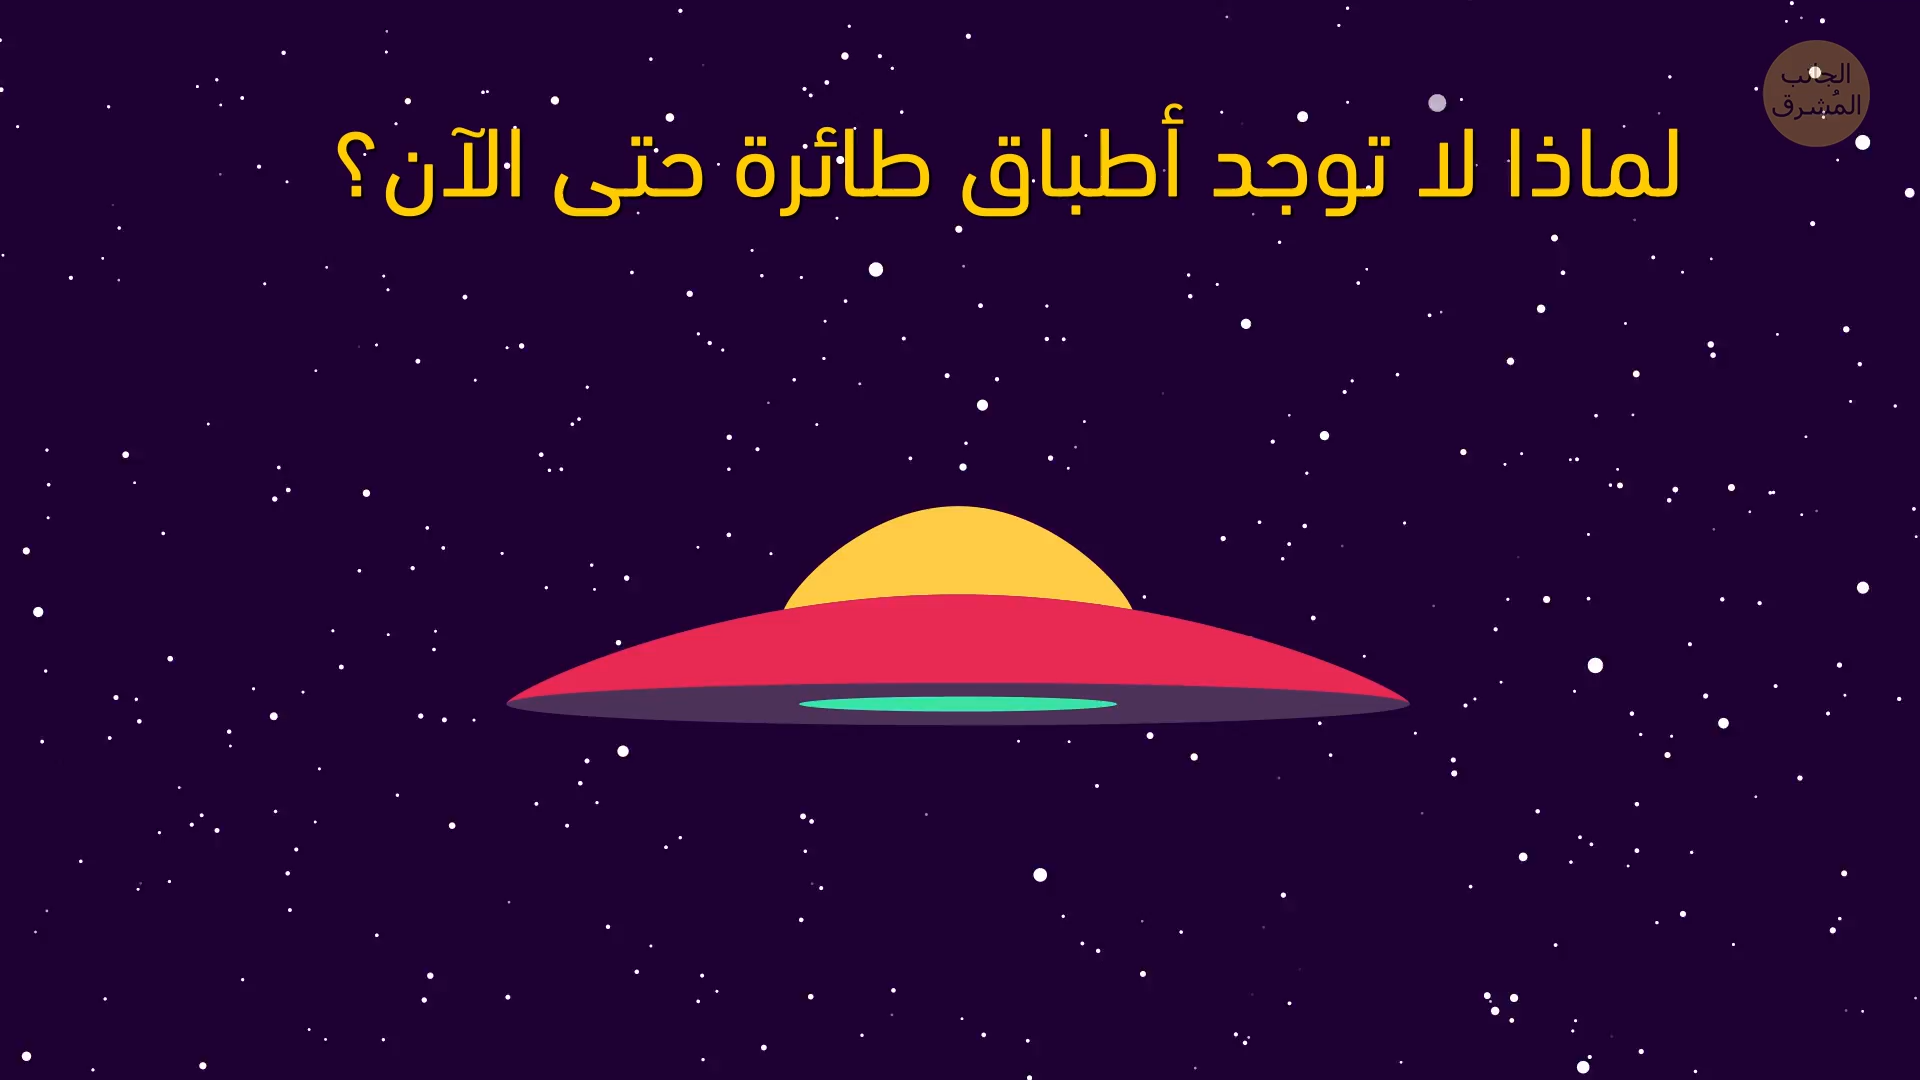 لماذا لا توجد أطباق طائرة حتى الآن؟
الجانب
المُشرق